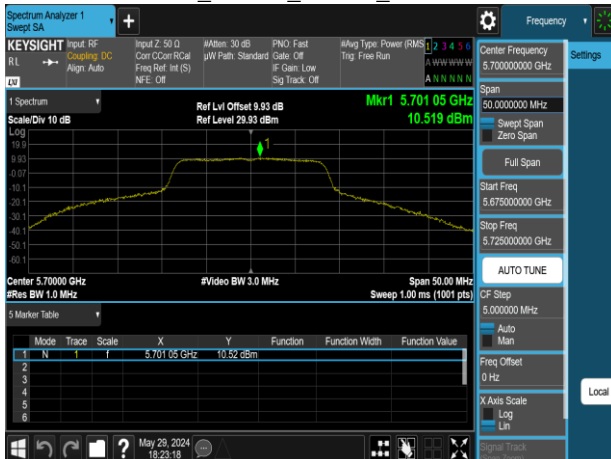 Spectrum Analyzer 1
Swept SA
+
Frequency
KEYSIGHT
RL
LXI
Input: RF
Coupling: DC
Align: Auto
Input Z: 50 Ω
Corr CCorr RCal
Freq Ref: Int (S)
NFE: Off
#Atten: 30 dB
µW Path: Standard
PNO: Fast
Gate: Off
IF Gain: Low
Sig Track: Off
#Avg Type: Power (RMS
Trig: Free Run
1 2 3 4 5 6
A W W W W W
A N N N N N
1 Spectrum
Scale/Div 10 dB
Log
Ref Lvl Offset 9.93 dB
Ref Level 29.93 dBm
Mkr1 5.701 05 GHz
10.519 dBm
19.9
9.93
-0.07
-10.1
-20.1
-30.1
-40.1
-50.1
-60.1
1
Center 5.70000 GHz
#Res BW 1.0 MHz
#Video BW 3.0 MHz
Span 50.00 MHz
Sweep 1.00 ms (1001 pts)
5 Marker Table
Mode Trace Scale X Y Function Function Width Function Value
1 N 1 f 5.701 05 GHz 10.52 dBm
2
3
4
5
6
May 29, 2024
18:23:18
Center Frequency
5.700000000 GHz
Span
50.0000000 MHz
Swept Span
Zero Span
Full Span
Start Freq
5.675000000 GHz
Stop Freq
5.725000000 GHz
AUTO TUNE
CF Step
5.000000 MHz
Auto
Man
Freq Offset
0 Hz
X Axis Scale
Log
Lin
Signal Track
Settings
Local